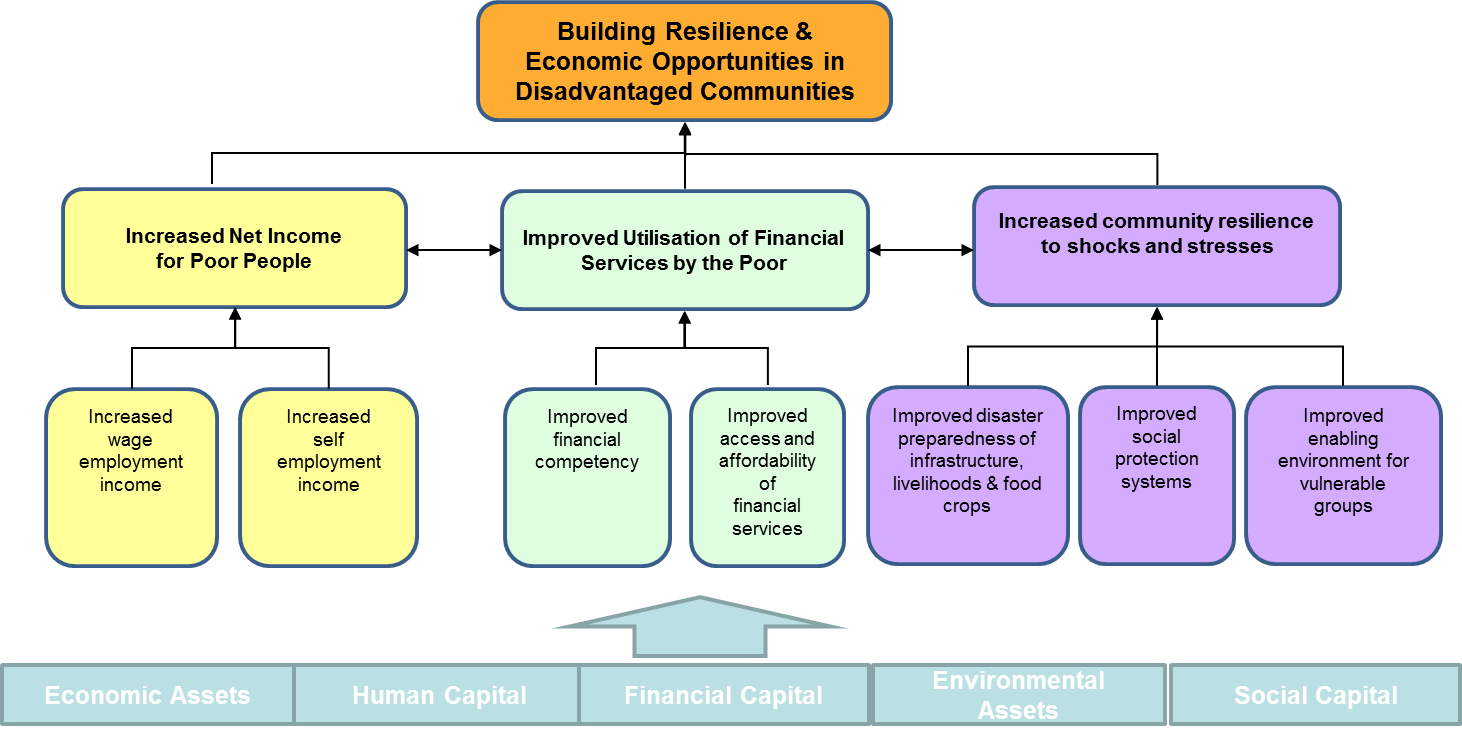 Building Resilience &
Economic Opportunities in
Disadvantaged Communities
Increased Net Income
for Poor People
Improved Utilisation of Financial
Services by the Poor
Increased community resilience
to shocks and stresses
Increased
wage
employment
income
Increased
self
employment
income
Improved
financial
competency
Improved
access and
affordability
of
financial
services
Improved disaster
preparedness of
infrastructure,
livelihoods & food
crops
Improved
social
protection
systems
Improved
enabling
environment for
vulnerable
groups
Economic Assets
Human Capital
Financial Capital
Environmental
Assets
Social Capital